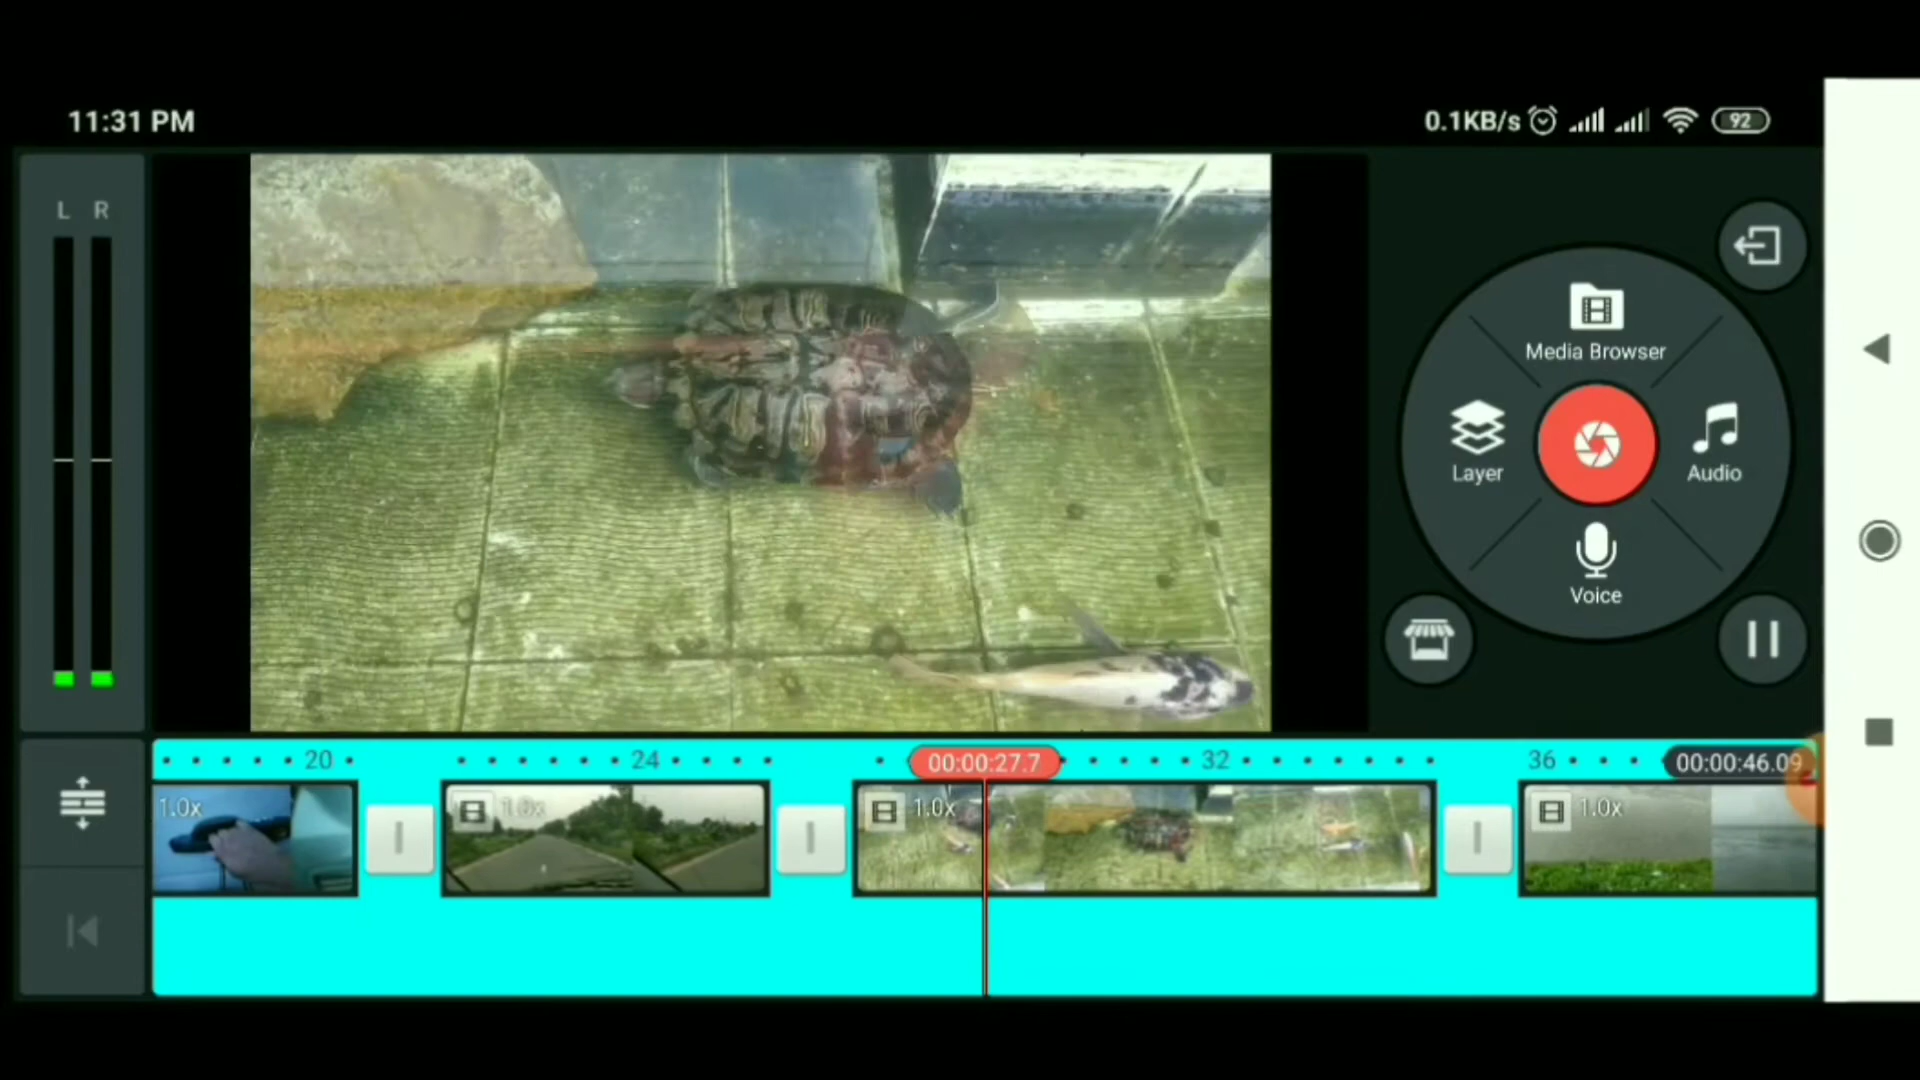 11:31 PM
0.1KB/s
92
L R
Media Browser
Layer
Audio
Voice
20
24
00:00:27.7
32
36
00:00:46.09
1.0x
1.0x
1.0x
1.0x